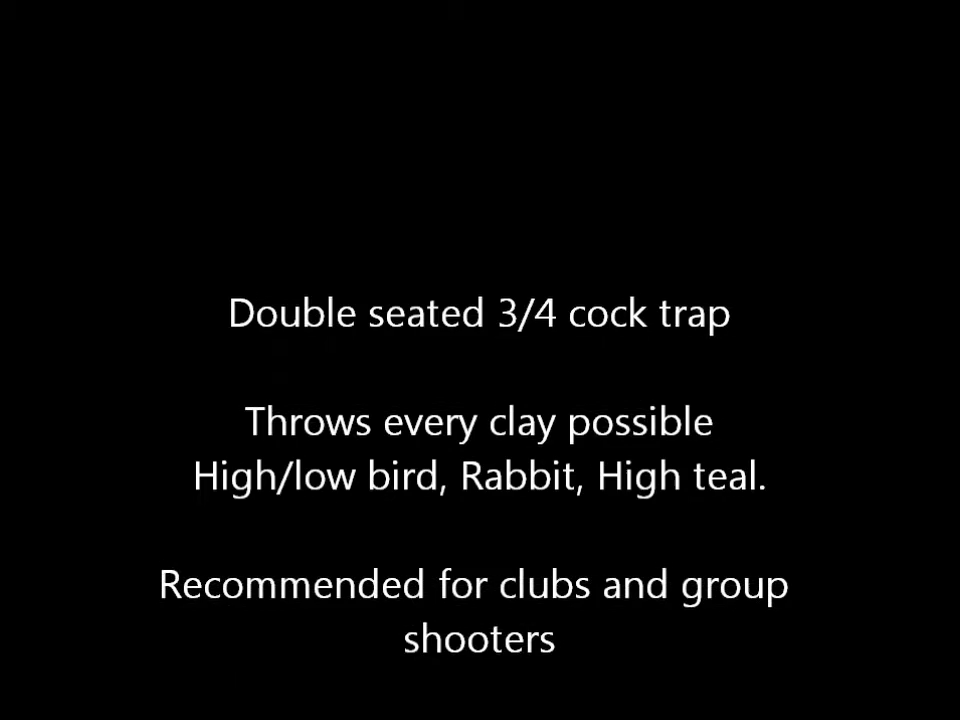 Double seated 3/4 cock trap
Throws every clay possible
High/low bird, Rabbit, High teal.
Recommended for clubs and group
shooters